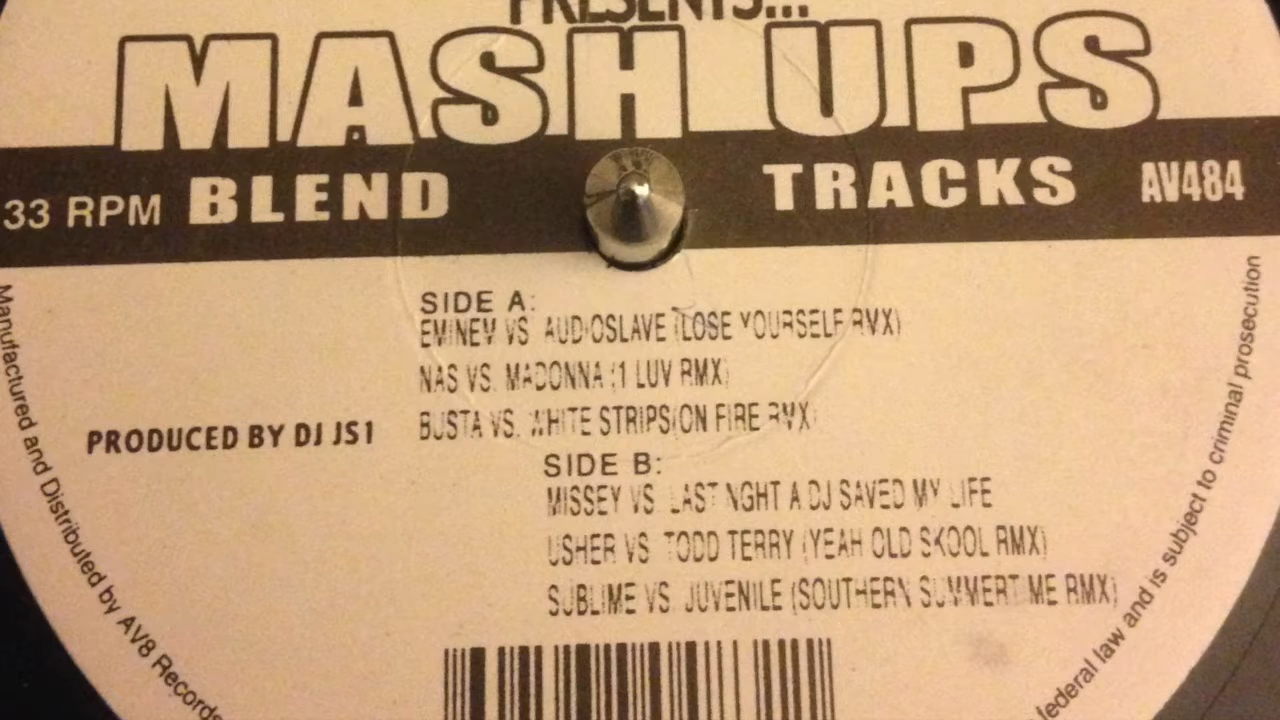 PRESENTS...
MASH UPS
33 RPM BLEND TRACKS AV484
SIDE A:
EMINEM VS. AUDIOSLAVE (LOSE YOURSELF RMX)
NAS VS. MADONNA (1 LUV RMX)
BUSTA VS. WHITE STRIPS(ON FIRE RMX)
PRODUCED BY DJ JS1
SIDE B:
MISSEY VS. LAST NGHT A DJ SAVED MY LIFE
USHER VS. TODD TERRY (YEAH OLD SKOOL RMX)
SUBLIME VS. JUVENILE (SOUTHERN SUMMERTIME RMX)
Manufactured and Distributed by AV8 Records
federal law and is subject to criminal prosecution